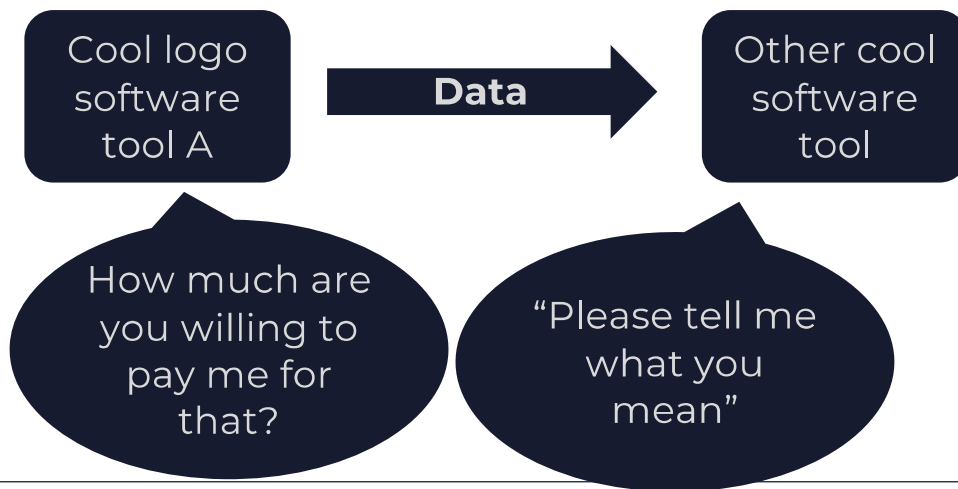 Cool logo
software
tool A
Data
Other cool
software
tool
How much are
you willing to
pay me for
that?
“Please tell me
what you
mean”